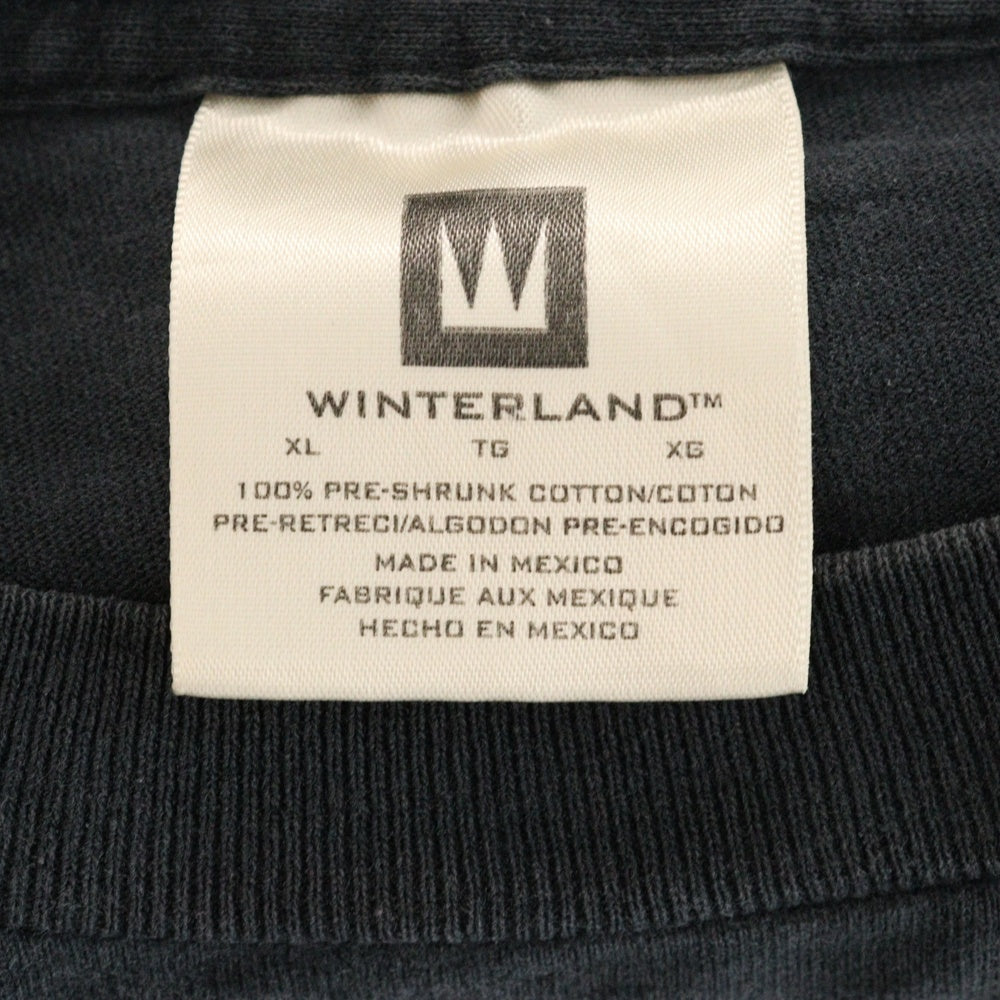 WINTERLAND™
XL TG XG
100% PRE-SHRUNK COTTON/COTON
PRE-RETRECI/ALGODON PRE-ENCOGIDO
MADE IN MEXICO
FABRIQUE AUX MEXIQUE
HECHO EN MEXICO